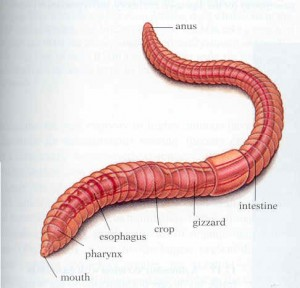 anus
intestine
gizzard
crop
esophagus
pharynx
mouth